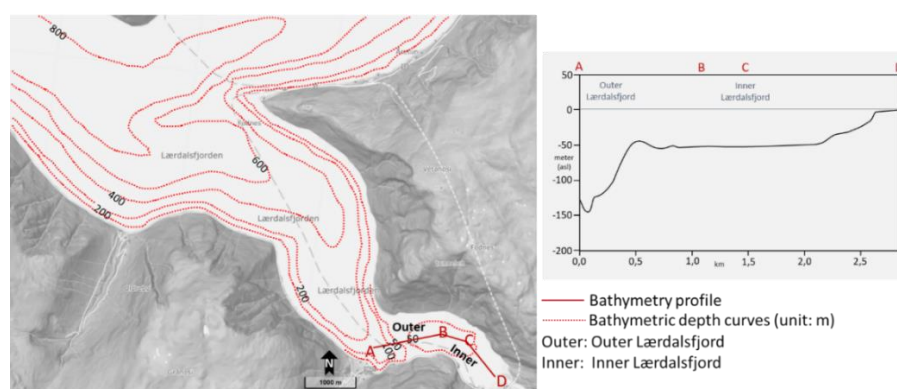 800
Lærdalsfjorden
600
400
200
Lærdalsfjorden
Lærdalsfjorden
200
Outer
50
50
100
A
B
C
Inner
D
N
1000 m
A B C
50
Outer
Lærdalsfjord
Inner
Lærdalsfjord
0
-50
meter
(asl)
-100
-150
-200
0,0 0,5 1,0 1,5 2,0 2,5
km
Bathymetry profile
Bathymetric depth curves (unit: m)
Outer: Outer Lærdalsfjord
Inner: Inner Lærdalsfjord